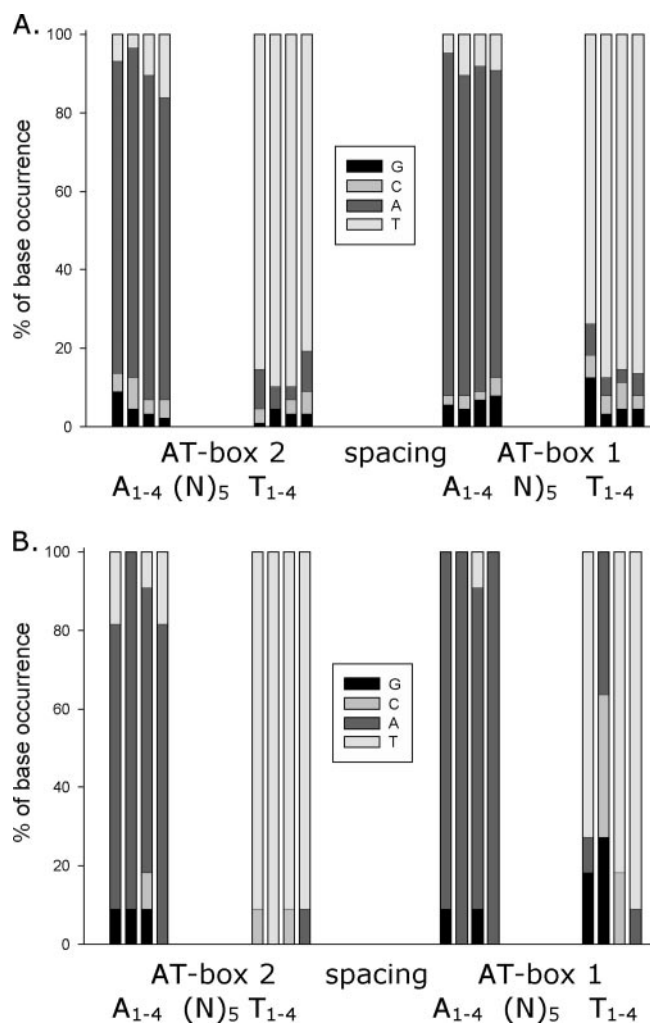 A.
100
80
60
40
20
0
% of base occurrence
G
C
A
T
AT-box 2 spacing AT-box 1
A1-4 (N)5 T1-4 A1-4 N)5 T1-4
B.
100
80
60
40
20
0
% of base occurrence
G
C
A
T
AT-box 2 spacing AT-box 1
A1-4 (N)5 T1-4 A1-4 (N)5 T1-4